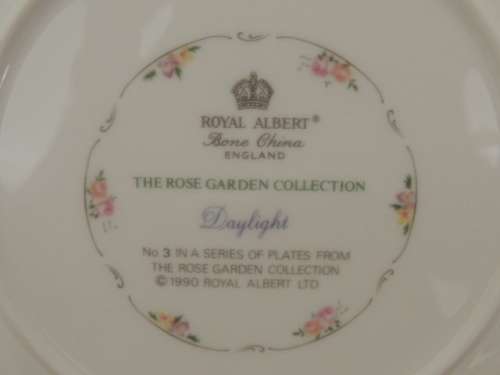 ROYAL ALBERT®
Bone China
ENGLAND
THE ROSE GARDEN COLLECTION
Daylight
No 3 IN A SERIES OF PLATES FROM
THE ROSE GARDEN COLLECTION
©1990 ROYAL ALBERT LTD